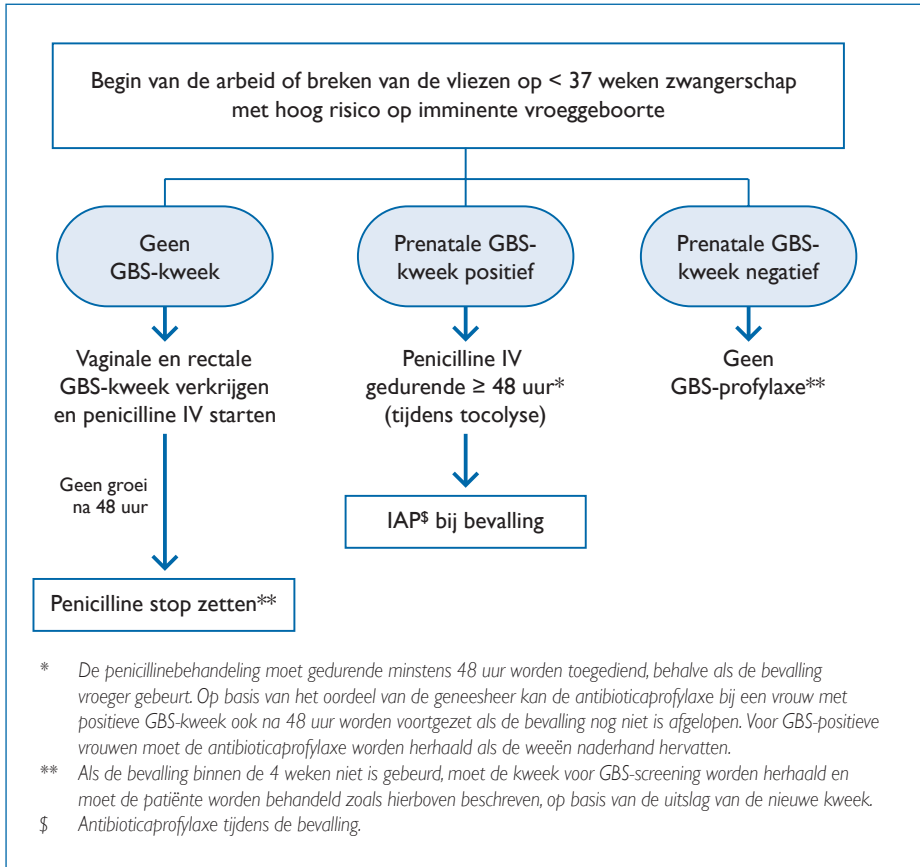 Begin van de arbeid of breken van de vliezen op < 37 weken zwangerschap
met hoog risico op imminente vroeggeboorte
Geen
GBS-kweek
Prenatale GBS-
kweek positief
Prenatale GBS-
kweek negatief
Vaginale en rectale
GBS-kweek verkrijgen
en penicilline IV starten
Penicilline IV
gedurende ≥ 48 uur*
(tijdens tocolyse)
Geen
GBS-profylaxe**
Geen groei
na 48 uur
IAP$ bij bevalling
Penicilline stop zetten**
* De penicillinebehandeling moet gedurende minstens 48 uur worden toegediend, behalve als de bevalling
vroeger gebeurt. Op basis van het oordeel van de geneesheer kan de antibioticaprofylaxe bij een vrouw met
positieve GBS-kweek ook na 48 uur worden voortgezet als de bevalling nog niet is afgelopen. Voor GBS-positieve
vrouwen moet de antibioticaprofylaxe worden herhaald als de weeën naderhand hervatten.
** Als de bevalling binnen de 4 weken niet is gebeurd, moet de kweek voor GBS-screening worden herhaald en
moet de patiënte worden behandeld zoals hierboven beschreven, op basis van de uitslag van de nieuwe kweek.
$ Antibioticaprofylaxe tijdens de bevalling.